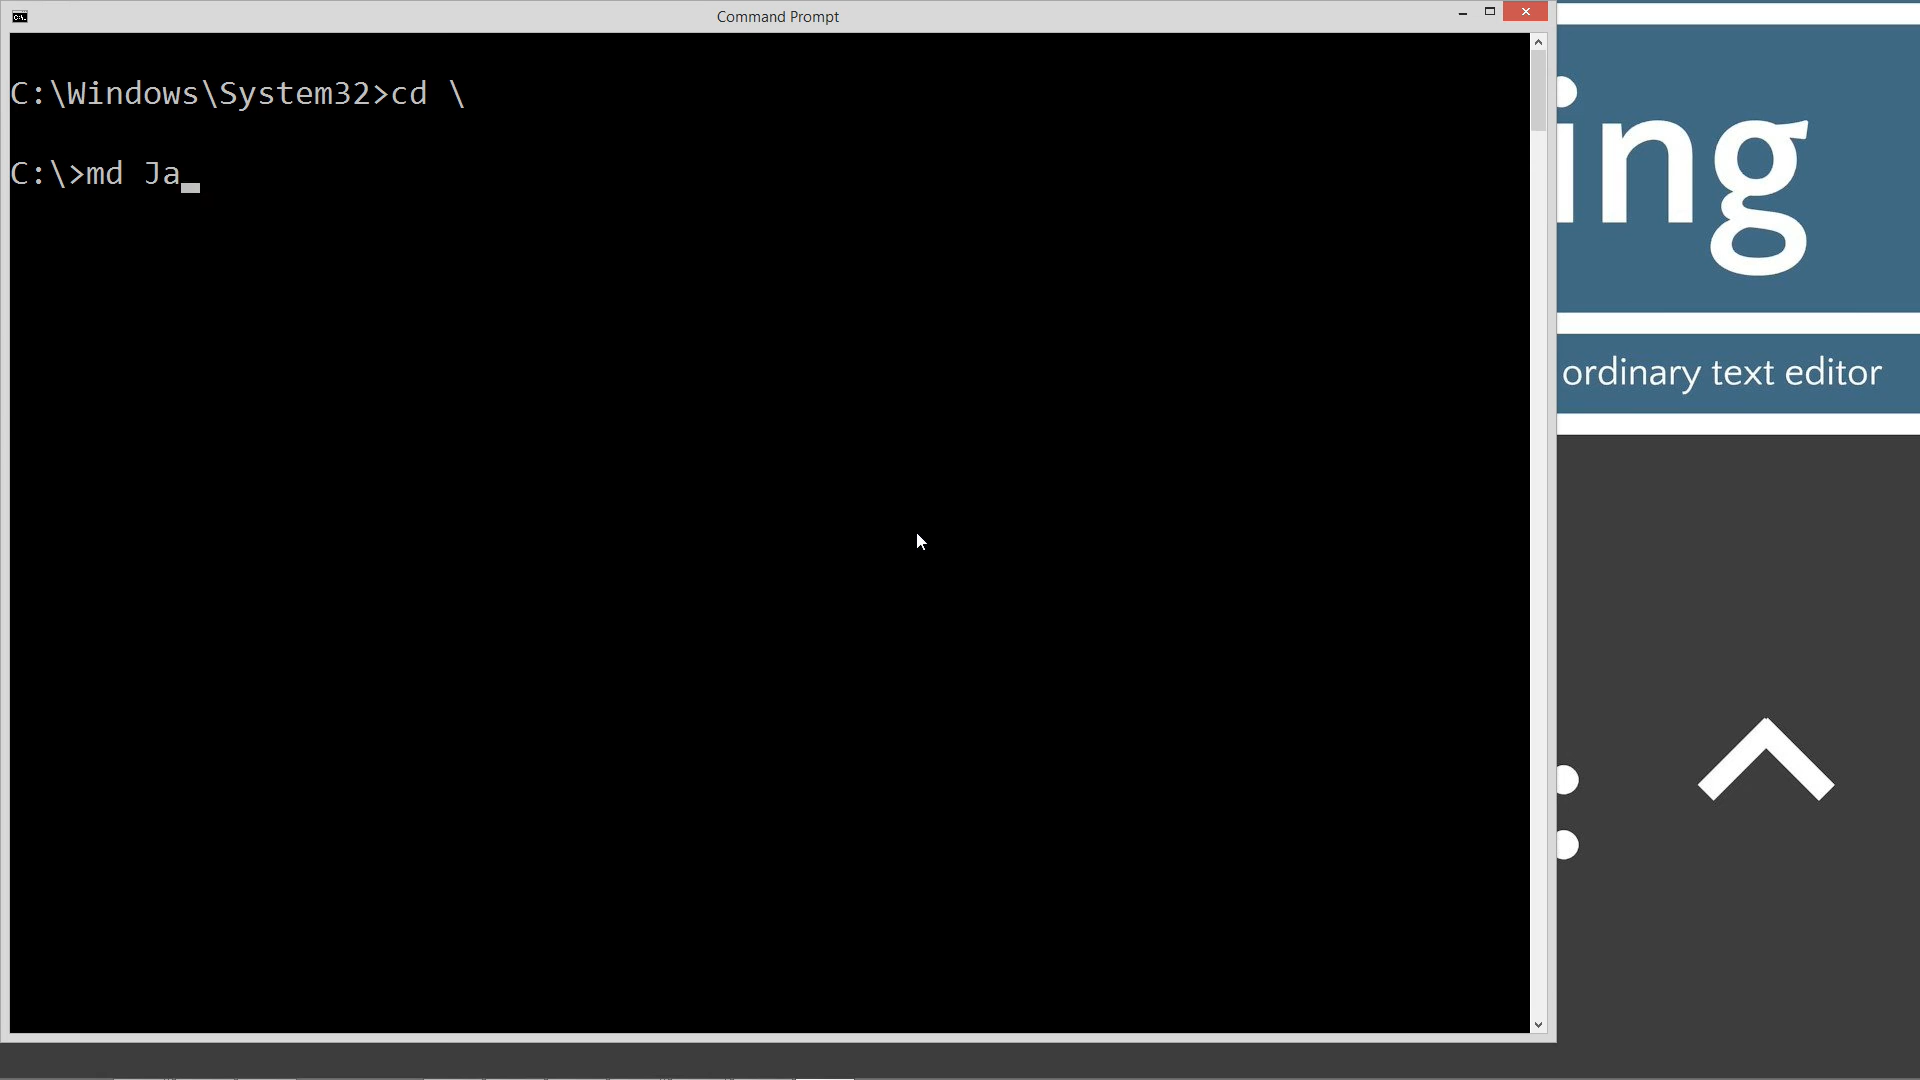 Command Prompt
C:\Windows\System32>cd \
C:\>md Ja
ing
ordinary text editor